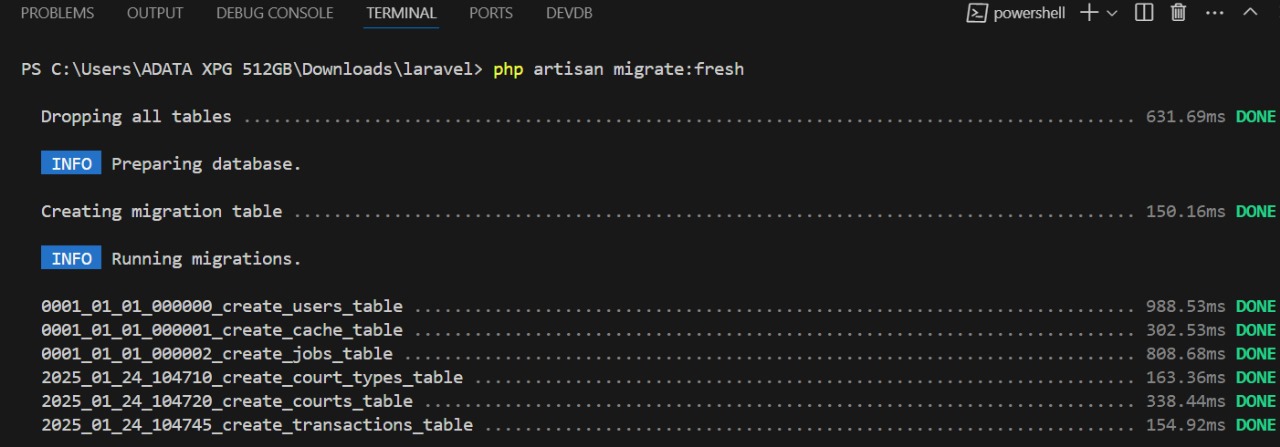 PROBLEMS OUTPUT DEBUG CONSOLE TERMINAL PORTS DEVDB powershell
PS C:\Users\ADATA XPG 512GB\Downloads\laravel> php artisan migrate:fresh
Dropping all tables ......................................................................................... 631.69ms DONE
INFO Preparing database.
Creating migration table .................................................................................... 150.16ms DONE
INFO Running migrations.
0001_01_01_000000_create_users_table ........................................................................ 988.53ms DONE
0001_01_01_000001_create_cache_table ........................................................................ 302.53ms DONE
0001_01_01_000002_create_jobs_table ......................................................................... 808.68ms DONE
2025_01_24_104710_create_court_types_table .................................................................. 163.36ms DONE
2025_01_24_104720_create_courts_table ....................................................................... 338.44ms DONE
2025_01_24_104745_create_transactions_table ................................................................. 154.92ms DONE